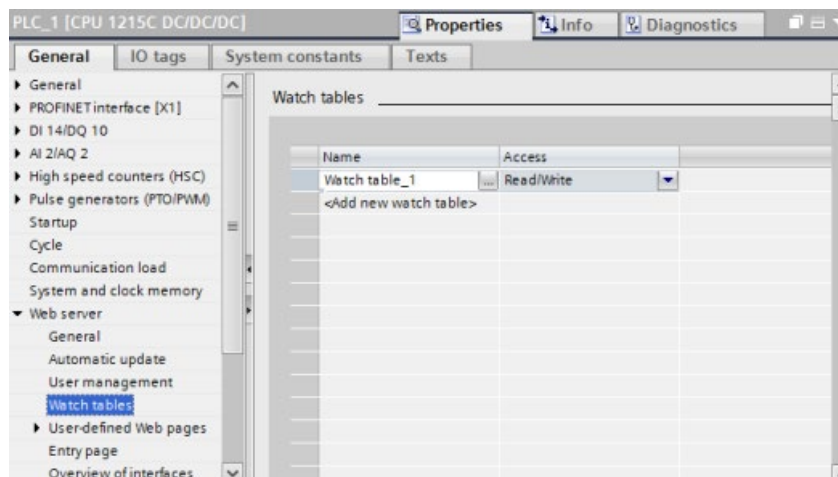 PLC_1 [CPU 1215C DC/DC/DC]
Properties
Info
Diagnostics
General
IO tags
System constants
Texts
General
PROFINET interface [X1]
DI 14/DQ 10
AI 2/AQ 2
High speed counters (HSC)
Pulse generators (PTO/PWM)
Startup
Cycle
Communication load
System and clock memory
Web server
General
Automatic update
User management
Watch tables
User-defined Web pages
Entry page
Overview of interfaces
Watch tables
Name
Access
Watch table_1
...
Read/Write
<Add new watch table>